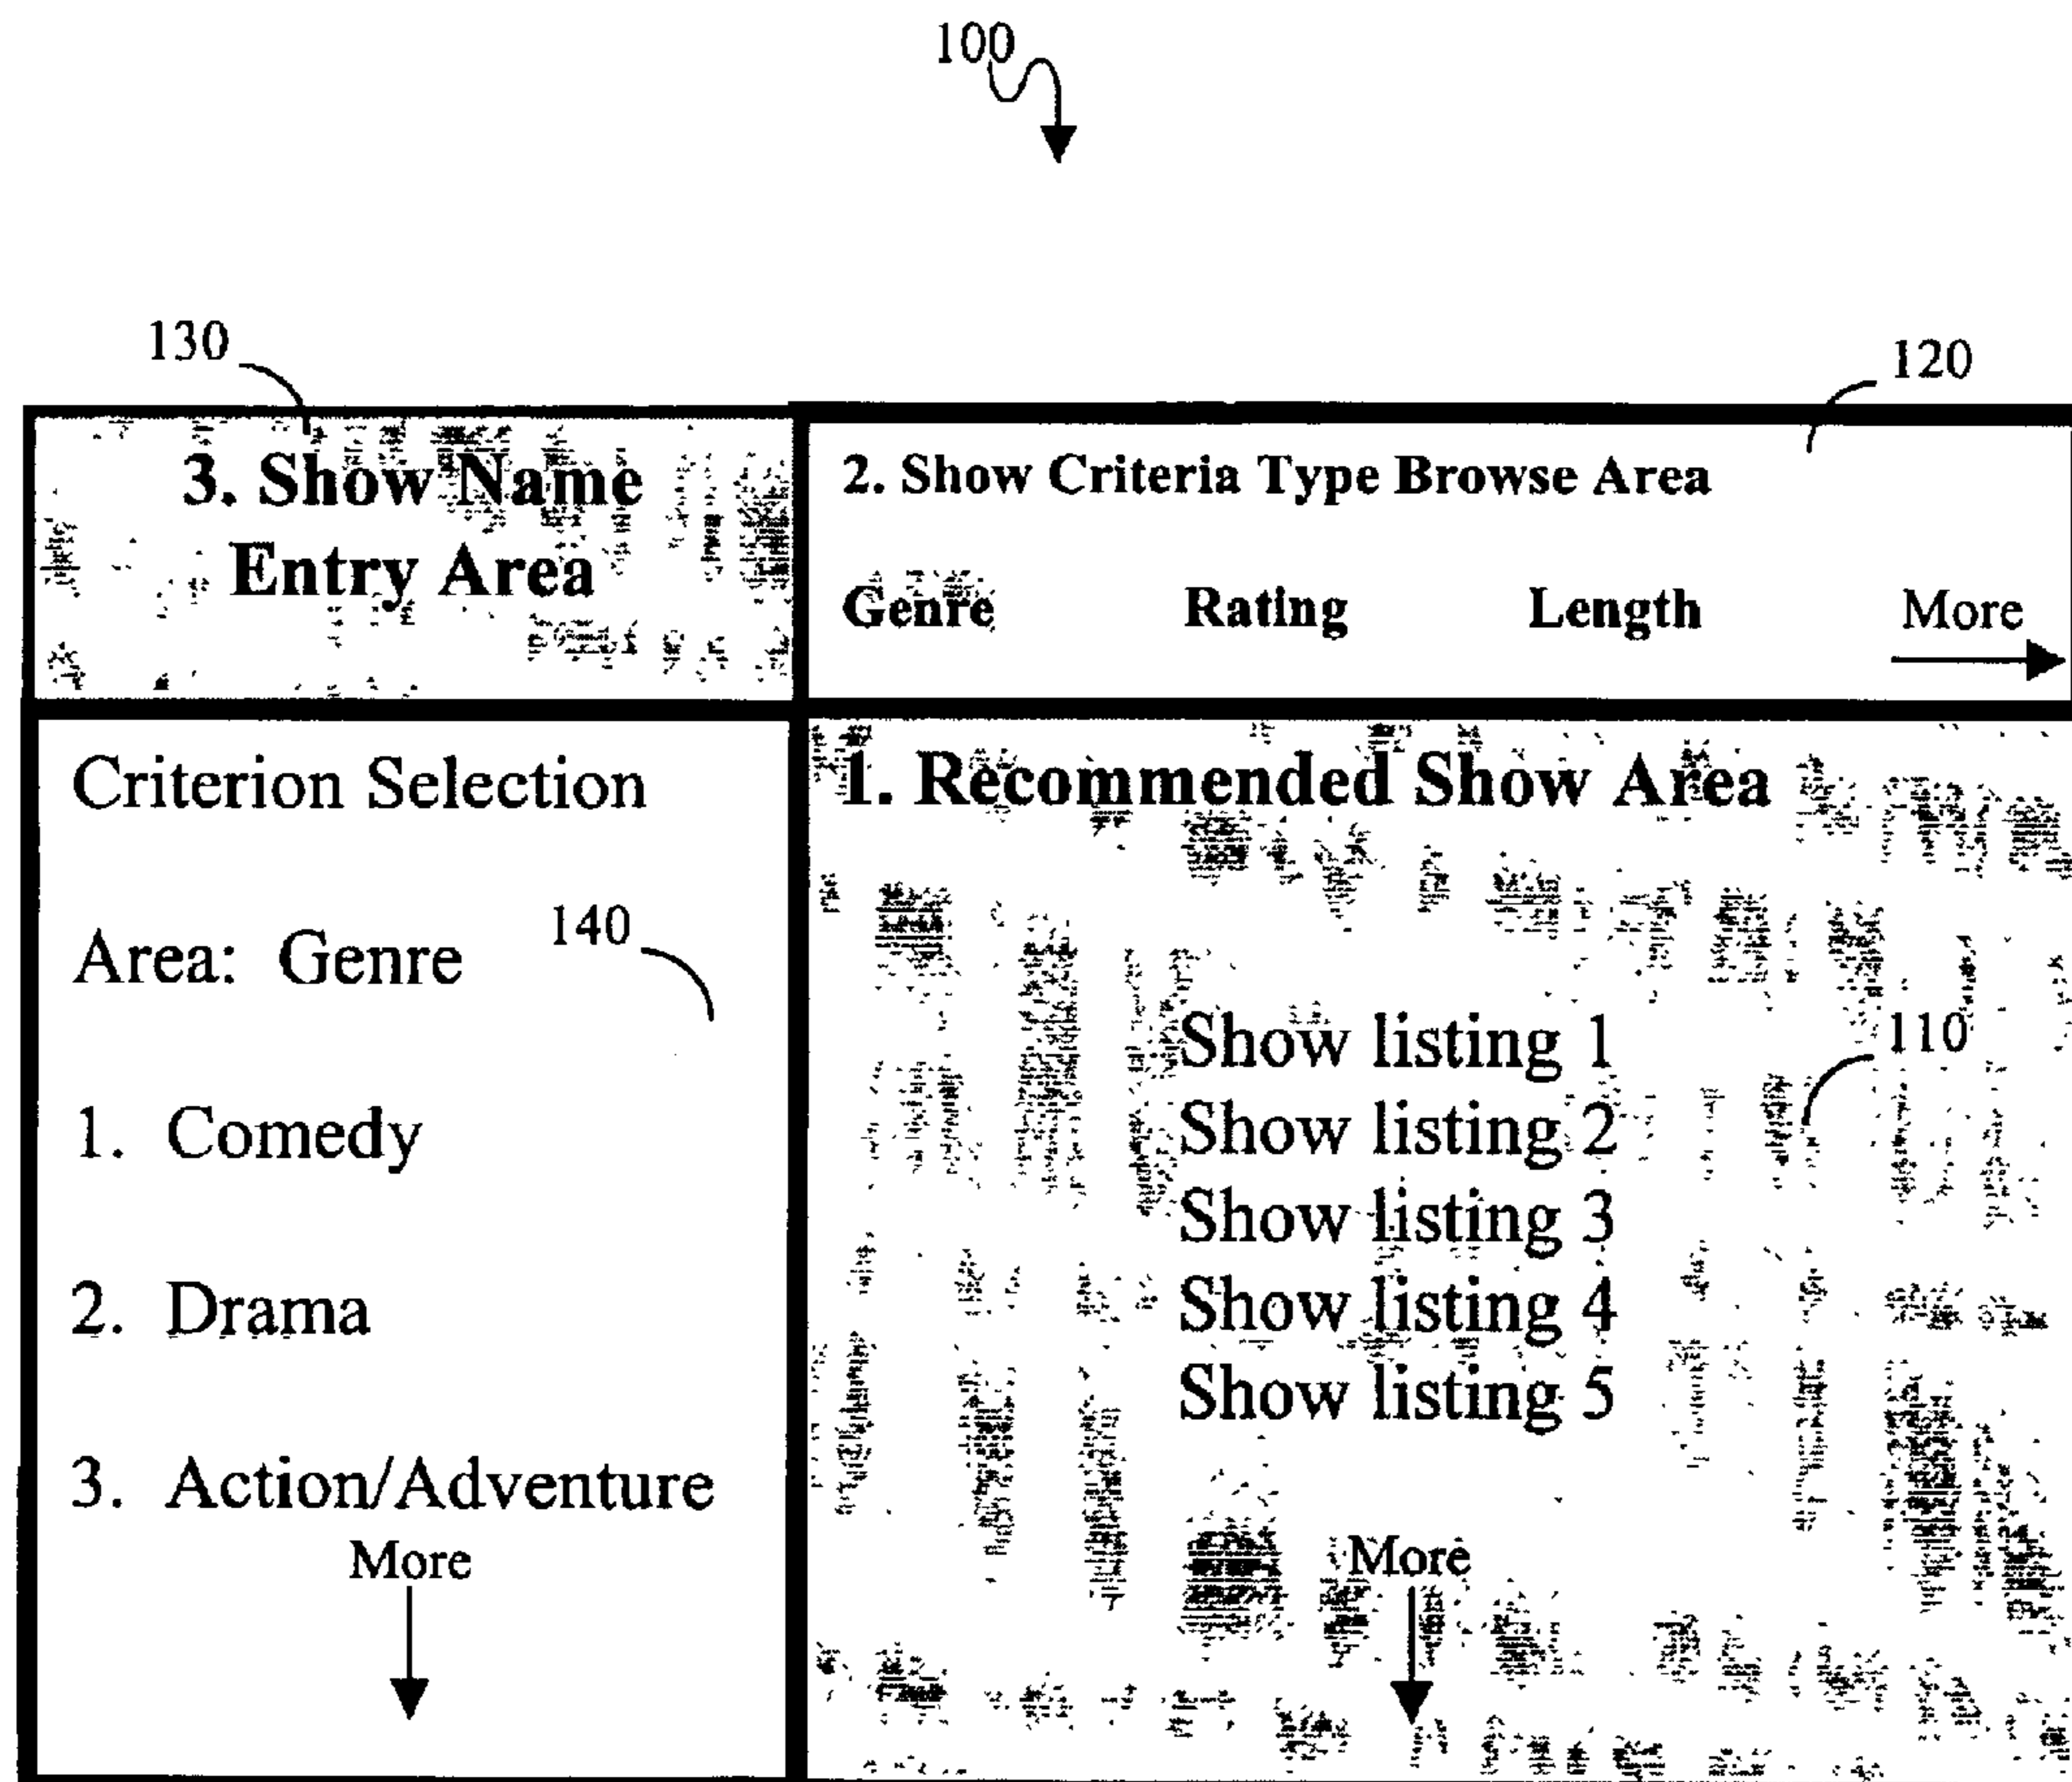 100
130
120
3. Show Name
Entry Area
2. Show Criteria Type Browse Area
Genre Rating Length More
Criterion Selection
Area: Genre
140
1. Comedy
2. Drama
3. Action/Adventure
More
1. Recommended Show Area
Show listing 1
110
Show listing 2
Show listing 3
Show listing 4
Show listing 5
More